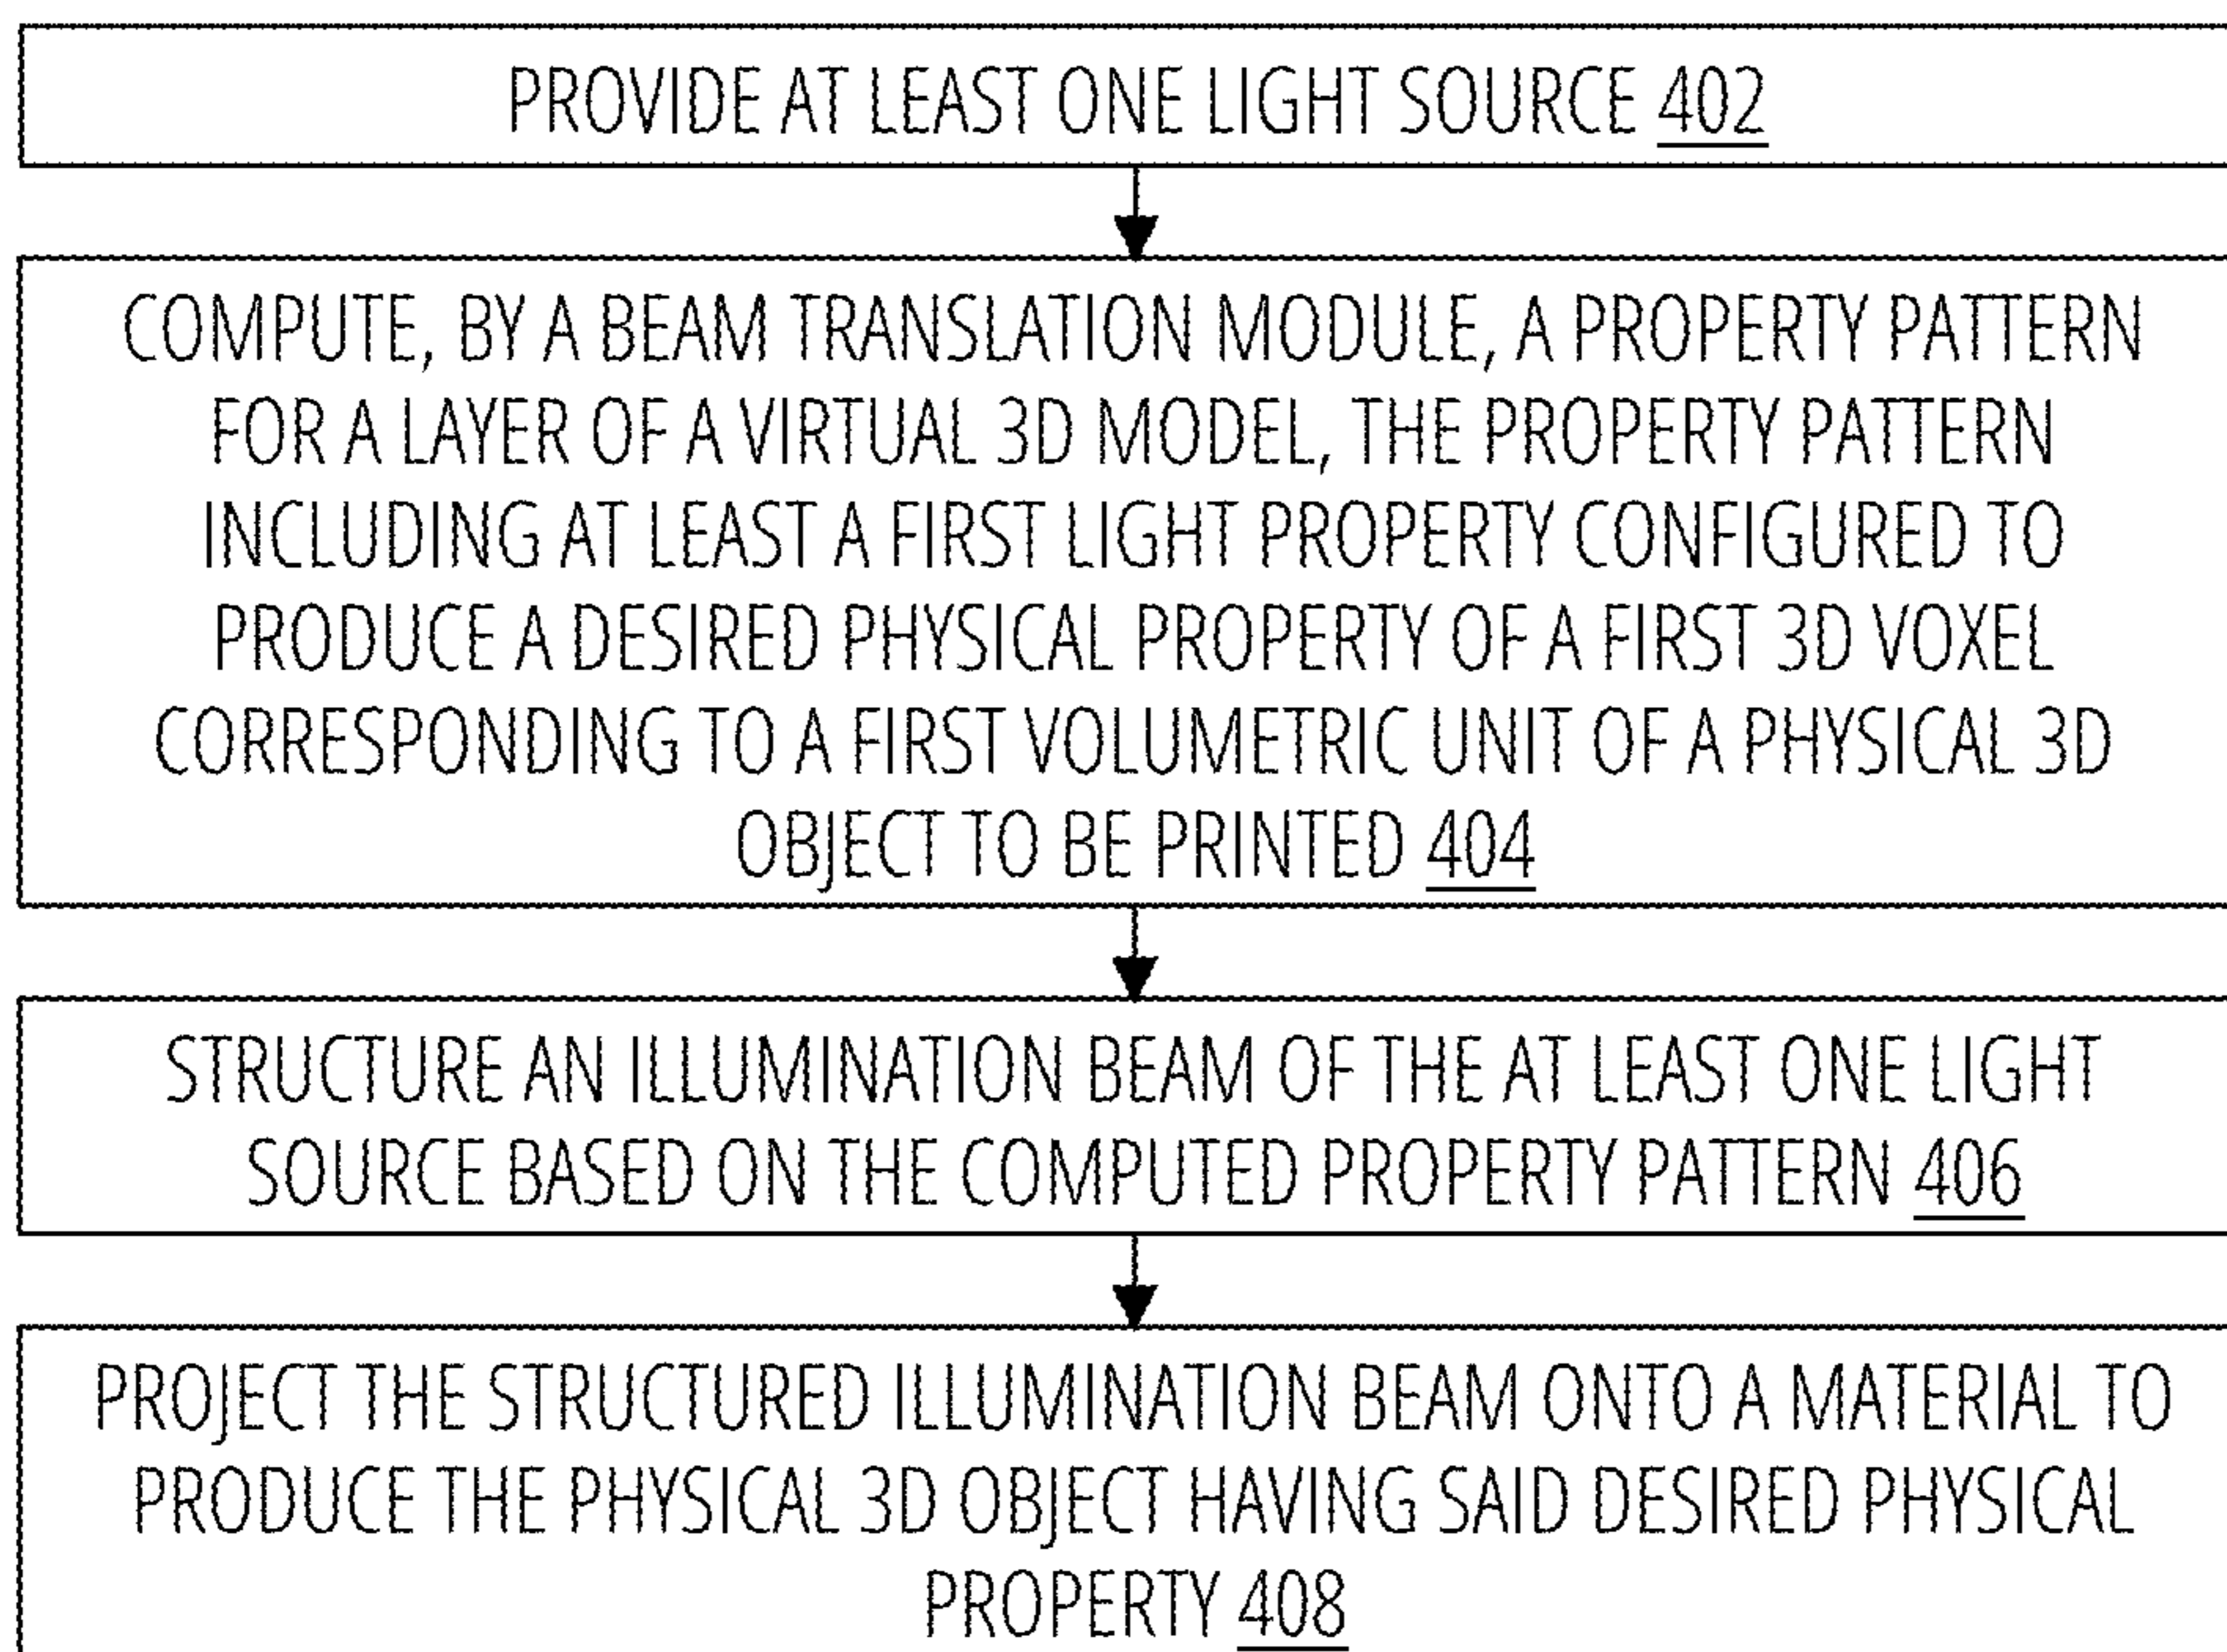 PROVIDE AT LEAST ONE LIGHT SOURCE 402
COMPUTE, BY A BEAM TRANSLATION MODULE, A PROPERTY PATTERN
FOR A LAYER OF A VIRTUAL 3D MODEL, THE PROPERTY PATTERN
INCLUDING AT LEAST A FIRST LIGHT PROPERTY CONFIGURED TO
PRODUCE A DESIRED PHYSICAL PROPERTY OF A FIRST 3D VOXEL
CORRESPONDING TO A FIRST VOLUMETRIC UNIT OF A PHYSICAL 3D
OBJECT TO BE PRINTED 404
STRUCTURE AN ILLUMINATION BEAM OF THE AT LEAST ONE LIGHT
SOURCE BASED ON THE COMPUTED PROPERTY PATTERN 406
PROJECT THE STRUCTURED ILLUMINATION BEAM ONTO A MATERIAL TO
PRODUCE THE PHYSICAL 3D OBJECT HAVING SAID DESIRED PHYSICAL
PROPERTY 408